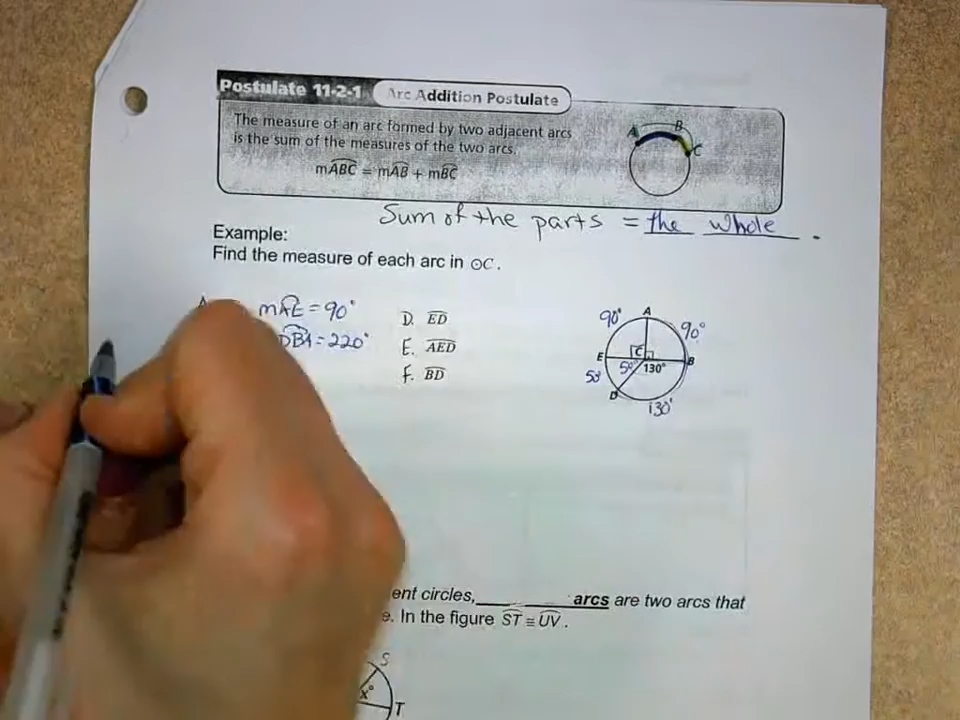 Postulate 11-2-1 Arc Addition Postulate
The measure of an arc formed by two adjacent arcs
is the sum of the measures of the two arcs.
mABC = mAB + mBC
A B C
Sum of the parts = the whole.
Example:
Find the measure of each arc in ⊙C.
mAE = 90°
DBA = 220°
D. ED
E. AED
F. BD
90° A 90°
E C B
50° 50° 130°
D 130°
ent circles,______ arcs are two arcs that
e. In the figure ST ≅ UV.
S
x°
T